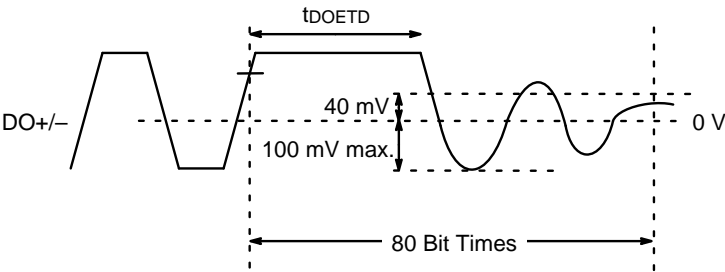 tDOETD
40 mV
DO+/–
0 V
100 mV max.
80 Bit Times